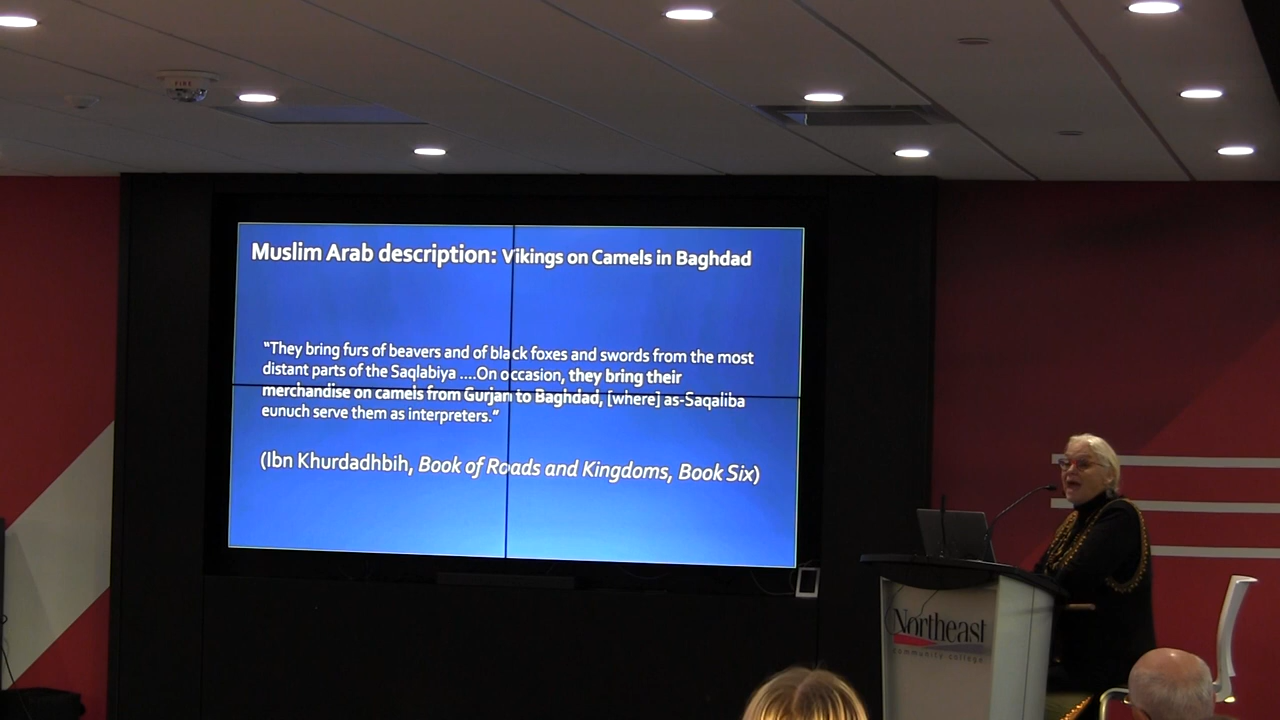 FIRE
Muslim Arab description: Vikings on Camels in Baghdad
"They bring furs of beavers and of black foxes and swords from the most
distant parts of the Saqlabiya ....On occasion, they bring their
merchandise on camels from Gurjan to Baghdad, [where] as-Saqaliba
eunuch serve them as interpreters."
(Ibn Khurdadhbih, Book of Roads and Kingdoms, Book Six)
Northeast
community college